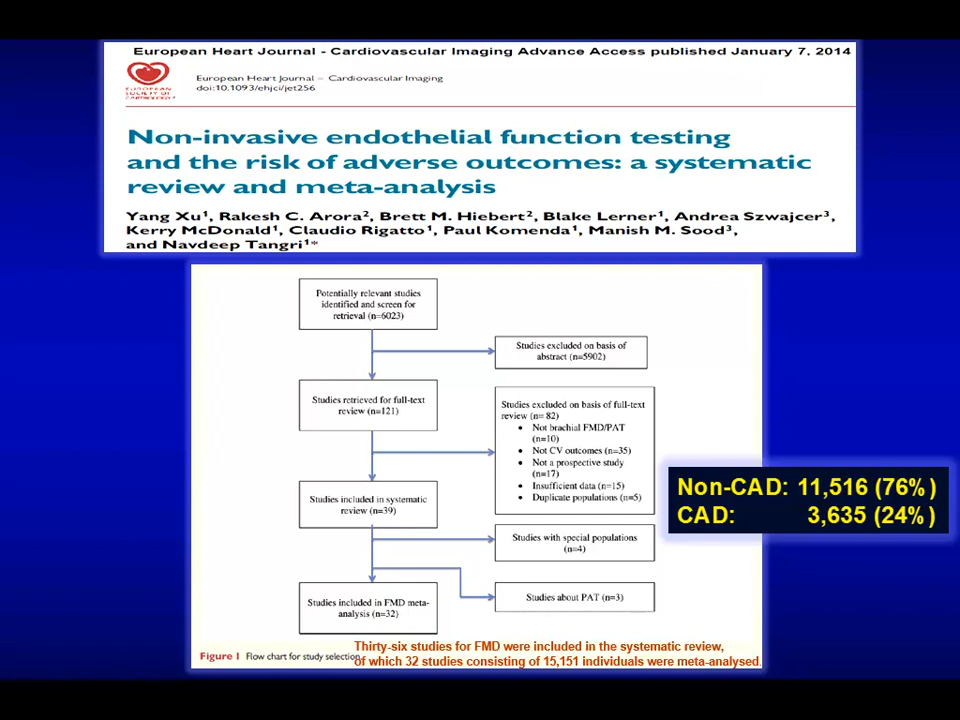 European Heart Journal - Cardiovascular Imaging Advance Access published January 7, 2014
EUROPEAN
SOCIETY OF
CARDIOLOGY®
European Heart Journal – Cardiovascular Imaging
doi:10.1093/ehjci/jet256
Non-invasive endothelial function testing
and the risk of adverse outcomes: a systematic
review and meta-analysis
Yang Xu1, Rakesh C. Arora2, Brett M. Hiebert2, Blake Lerner1, Andrea Szwajcer3,
Kerry McDonald1, Claudio Rigatto1, Paul Komenda1, Manish M. Sood3,
and Navdeep Tangri1*
Potentially relevant studies
identified and screen for
retrieval (n=6023)
Studies excluded on basis of
abstract (n=5902)
Studies retrieved for full-text
review (n=121)
Studies excluded on basis of full-text
review (n= 82)
• Not brachial FMD/PAT
(n=10)
• Not CV outcomes (n=35)
• Not a prospective study
(n=17)
• Insufficient data (n=15)
• Duplicate populations (n=5)
Non-CAD: 11,516 (76%)
CAD: 3,635 (24%)
Studies included in systematic
review (n=39)
Studies with special populations
(n=4)
Studies included in FMD meta-
analysis (n=32)
Studies about PAT (n=3)
Figure 1 Flow chart for study selection.
Thirty-six studies for FMD were included in the systematic review,
of which 32 studies consisting of 15,151 individuals were meta-analysed.